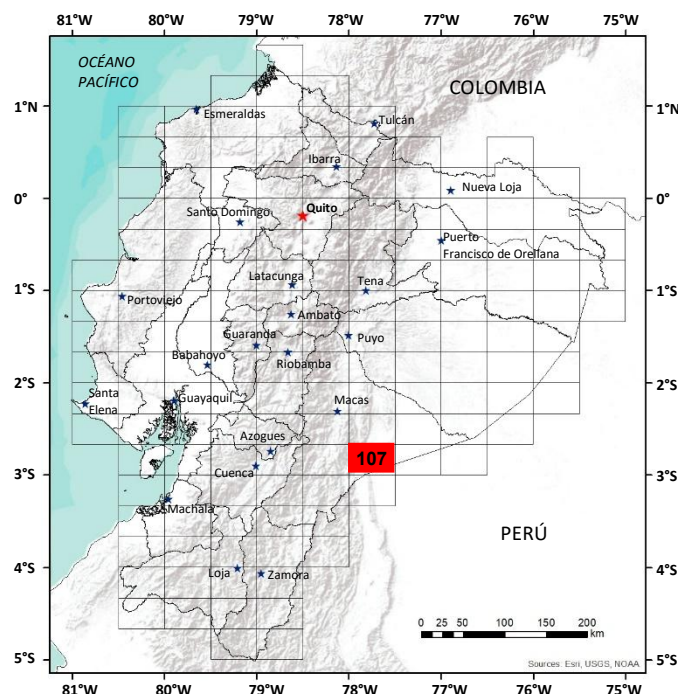 81°W 80°W 79°W 78°W 77°W 76°W 75°W
OCÉANO
PACÍFICO
COLOMBIA
1°N 1°N
Esmeraldas
Tulcán
Ibarra
Nueva Loja
0° 0°
Santo Domingo
Quito
Puerto
Francisco de Orellana
Latacunga
Tena
1°S 1°S
Portoviejo
Ambato
Guaranda
Puyo
Babahoyo
Riobamba
2°S 2°S
Santa
Elena
Guayaquil
Macas
Azogues
107
Cuenca
3°S 3°S
Machala
PERÚ
4°S 4°S
Loja
Zamora
0 25 50 100 150 200
km
5°S 5°S
Sources: Esri, USGS, NOAA
81°W 80°W 79°W 78°W 77°W 76°W 75°W